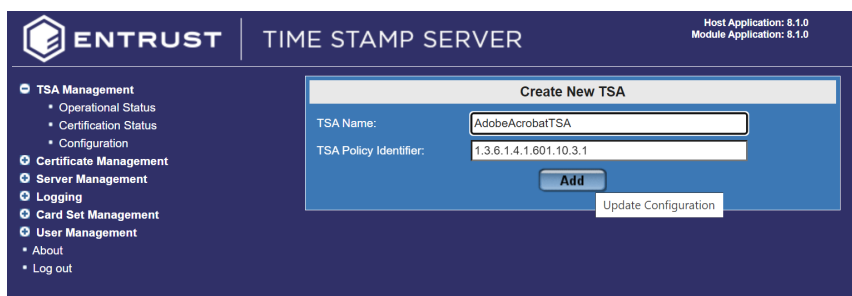 ENTRUST
TIME STAMP SERVER
Host Application: 8.1.0
Module Application: 8.1.0
TSA Management
Operational Status
Certification Status
Configuration
Certificate Management
Server Management
Logging
Card Set Management
User Management
About
Log out
Create New TSA
TSA Name: AdobeAcrobatTSA
TSA Policy Identifier: 1.3.6.1.4.1.601.10.3.1
Add
Update Configuration